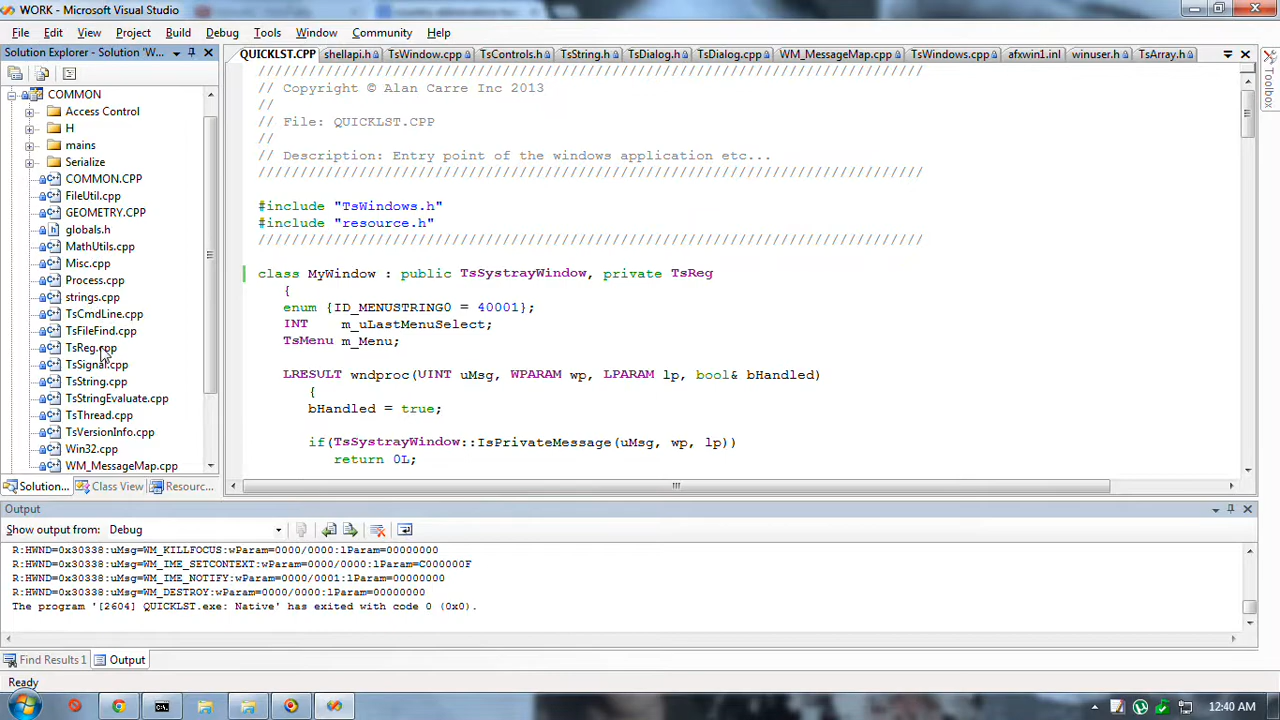 WORK - Microsoft Visual Studio
File Edit View Project Build Debug Tools Window Community Help
Solution Explorer - Solution 'W...
QUICKLST.CPP shellapi.h TsWindow.cpp TsControls.h TsString.h TsDialog.h TsDialog.cpp WM_MessageMap.cpp TsWindows.cpp afxwin1.inl winuser.h TsArray.h
Toolbox
COMMON
Access Control
H
mains
Serialize
COMMON.CPP
FileUtil.cpp
GEOMETRY.CPP
globals.h
MathUtils.cpp
Misc.cpp
Process.cpp
strings.cpp
TsCmdLine.cpp
TsFileFind.cpp
TsReg.cpp
TsSignal.cpp
TsString.cpp
TsStringEvaluate.cpp
TsThread.cpp
TsVersionInfo.cpp
Win32.cpp
WM_MessageMap.cpp
Solution... Class View Resourc...
///////////////////////////////////////////////////////////////////////////////
// Copyright © Alan Carre Inc 2013
//
// File: QUICKLST.CPP
//
// Description: Entry point of the windows application etc...
///////////////////////////////////////////////////////////////////////////////
#include "TsWindows.h"
#include "resource.h"
///////////////////////////////////////////////////////////////////////////////
class MyWindow : public TsSystrayWindow, private TsReg
{
enum {ID_MENUSTRING0 = 40001};
INT m_uLastMenuSelect;
TsMenu m_Menu;
LRESULT wndproc(UINT uMsg, WPARAM wp, LPARAM lp, bool& bHandled)
{
bHandled = true;
if(TsSystrayWindow::IsPrivateMessage(uMsg, wp, lp))
return 0L;
Output
Show output from: Debug
R:HWND=0x30338:uMsg=WM_KILLFOCUS:wParam=0000/0000:lParam=00000000
R:HWND=0x30338:uMsg=WM_IME_SETCONTEXT:wParam=0000/0000:lParam=C000000F
R:HWND=0x30338:uMsg=WM_IME_NOTIFY:wParam=0000/0001:lParam=00000000
R:HWND=0x30338:uMsg=WM_DESTROY:wParam=0000/0000:lParam=00000000
The program '[2604] QUICKLST.exe: Native' has exited with code 0 (0x0).
Find Results 1 Output
Ready
12:40 AM